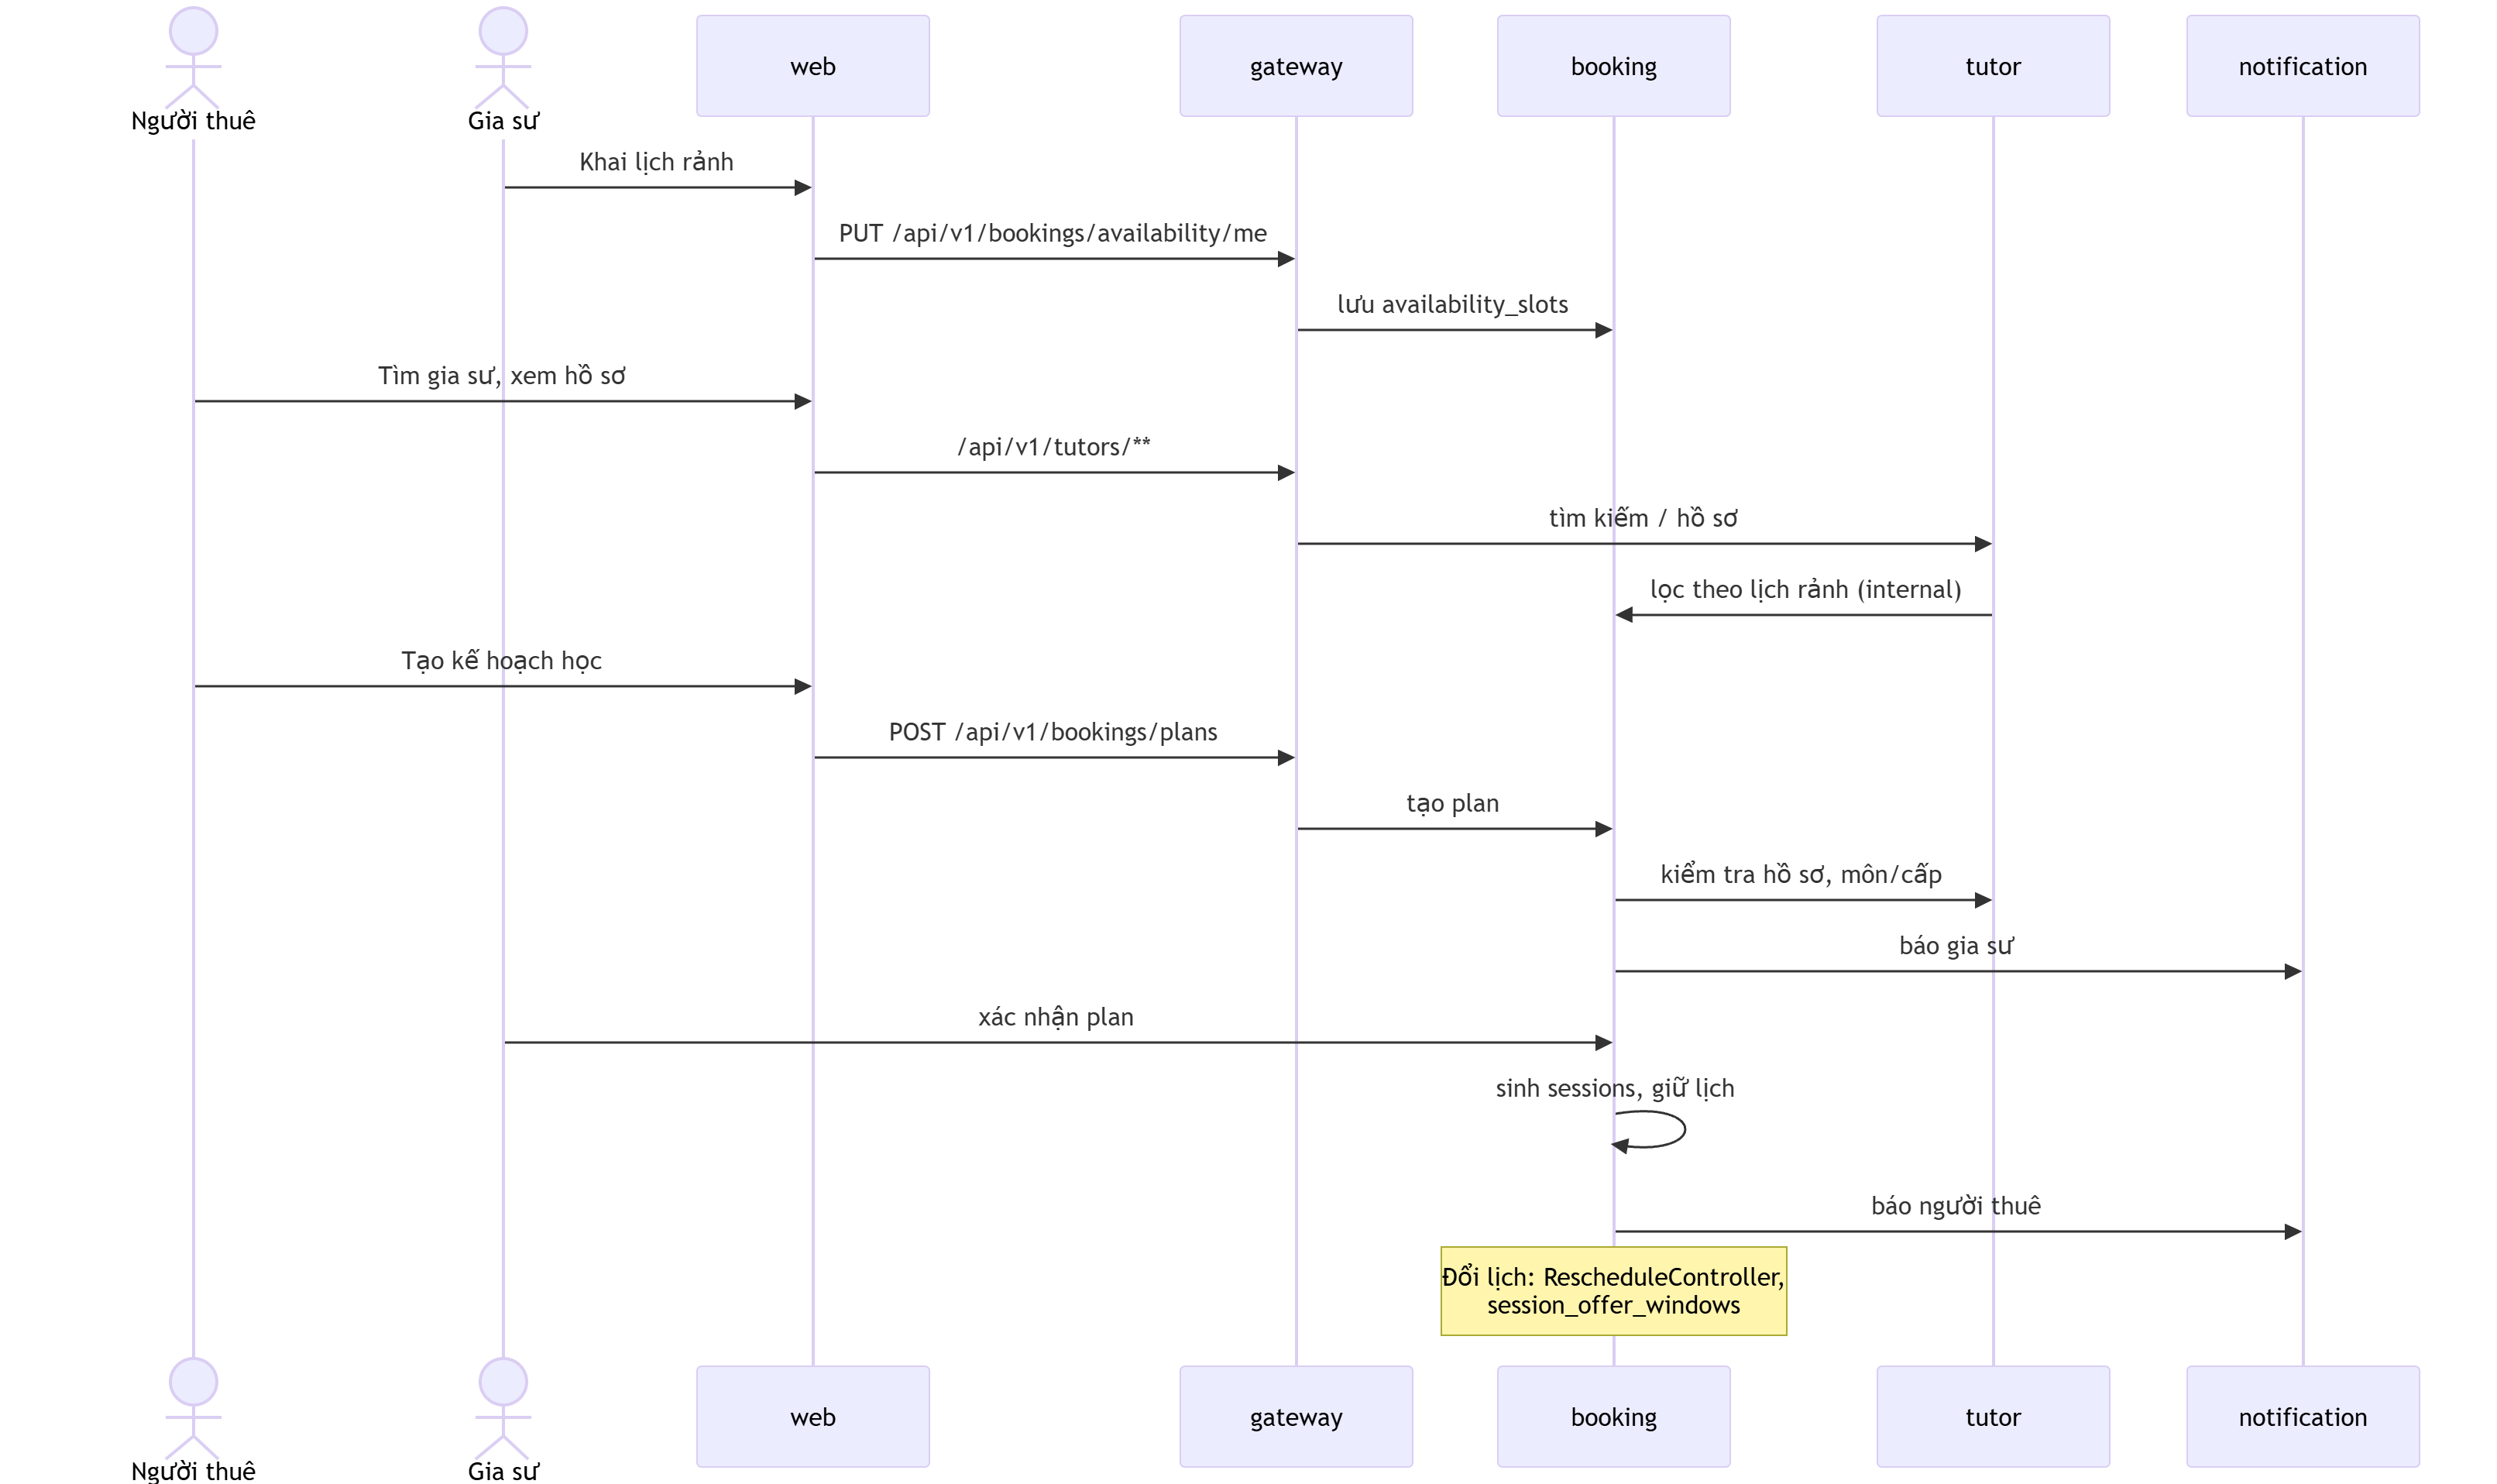 Người thuê
Gia sư
web
gateway
booking
tutor
notification
Khai lịch rảnh
PUT /api/v1/bookings/availability/me
lưu availability_slots
Tìm gia sư, xem hồ sơ
/api/v1/tutors/**
tìm kiếm / hồ sơ
lọc theo lịch rảnh (internal)
Tạo kế hoạch học
POST /api/v1/bookings/plans
tạo plan
kiểm tra hồ sơ, môn/cấp
báo gia sư
xác nhận plan
sinh sessions, giữ lịch
báo người thuê
Đổi lịch: RescheduleController,
session_offer_windows
Người thuê
Gia sư
web
gateway
booking
tutor
notification